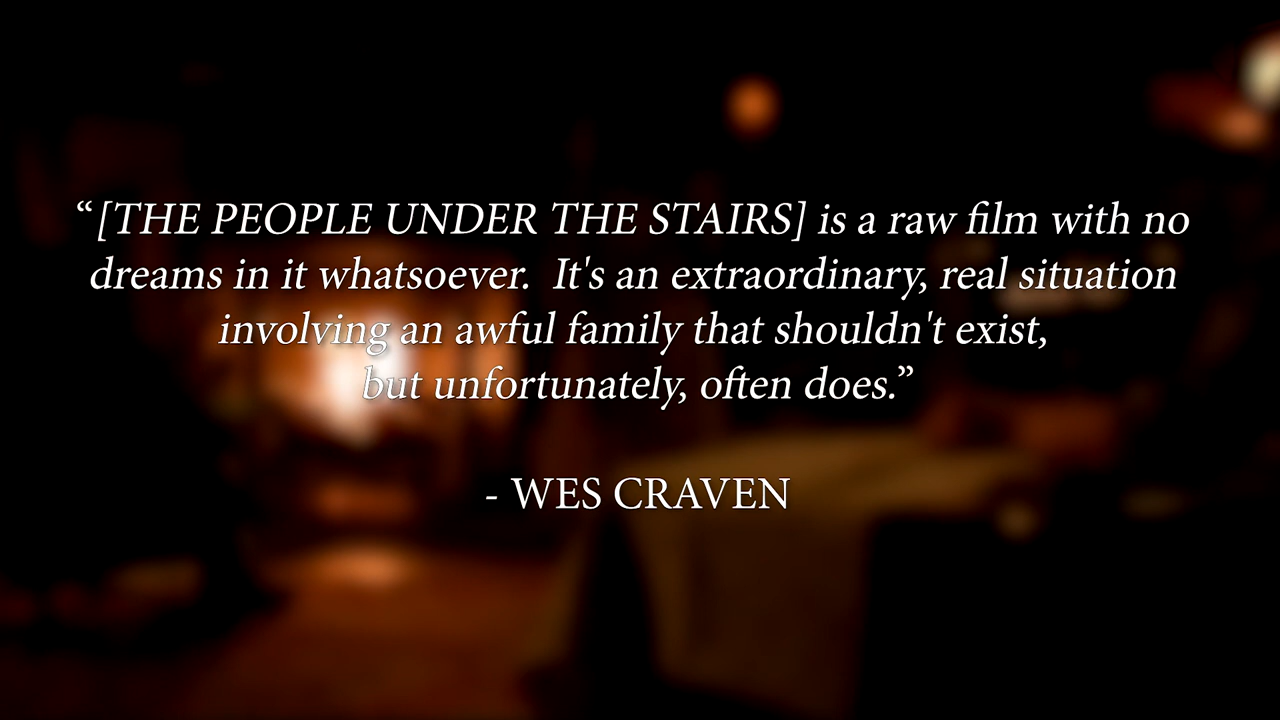 “[THE PEOPLE UNDER THE STAIRS] is a raw film with no
dreams in it whatsoever.  It's an extraordinary, real situation
involving an awful family that shouldn't exist,
but unfortunately, often does.”
- WES CRAVEN